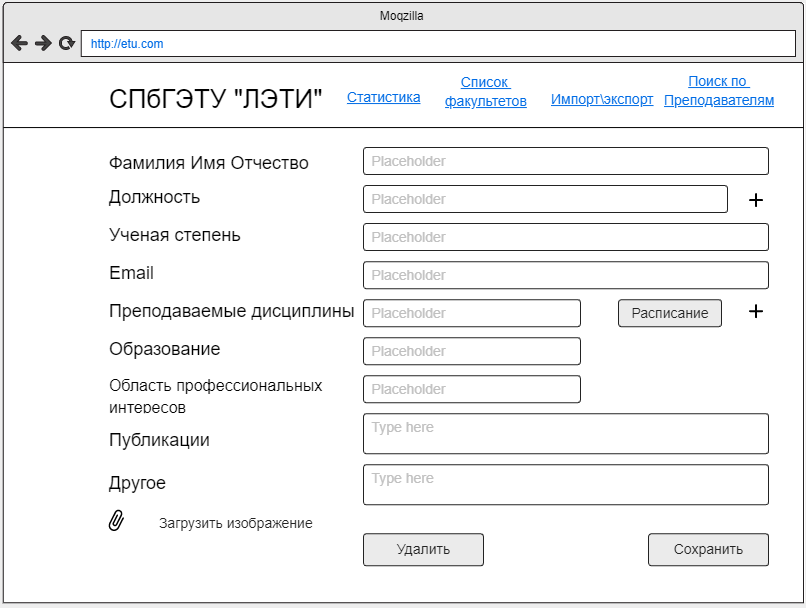 Moqzilla
http://etu.com
СПбГЭТУ "ЛЭТИ"
Статистика
Список
факультетов
Импорт\экспорт
Поиск по
Преподавателям
Фамилия Имя Отчество
Placeholder
Должность
Placeholder
Ученая степень
Placeholder
Email
Placeholder
Преподаваемые дисциплины
Placeholder
Расписание
Образование
Placeholder
Область профессиональных
интересов
Placeholder
Публикации
Type here
Другое
Type here
Загрузить изображение
Удалить
Сохранить